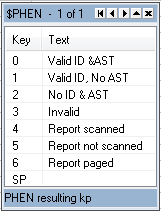 $PHEN - 1 of 1
Key Text
0 Valid ID &AST
1 Valid ID, No AST
2 No ID & AST
3 Invalid
4 Report scanned
5 Report not scanned
6 Report paged
SP
PHEN resulting kp